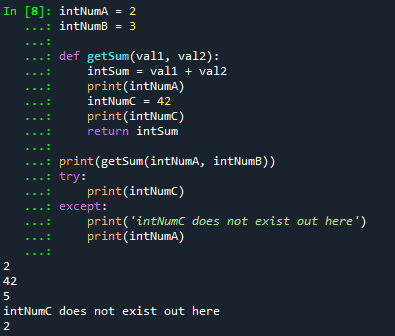 In [8]: intNumA = 2
   ...: intNumB = 3
   ...:
   ...: def getSum(val1, val2):
   ...:     intSum = val1 + val2
   ...:     print(intNumA)
   ...:     intNumC = 42
   ...:     print(intNumC)
   ...:     return intSum
   ...:
   ...: print(getSum(intNumA, intNumB))
   ...: try:
   ...:     print(intNumC)
   ...: except:
   ...:     print('intNumC does not exist out here')
   ...:     print(intNumA)
   ...:
2
42
5
intNumC does not exist out here
2